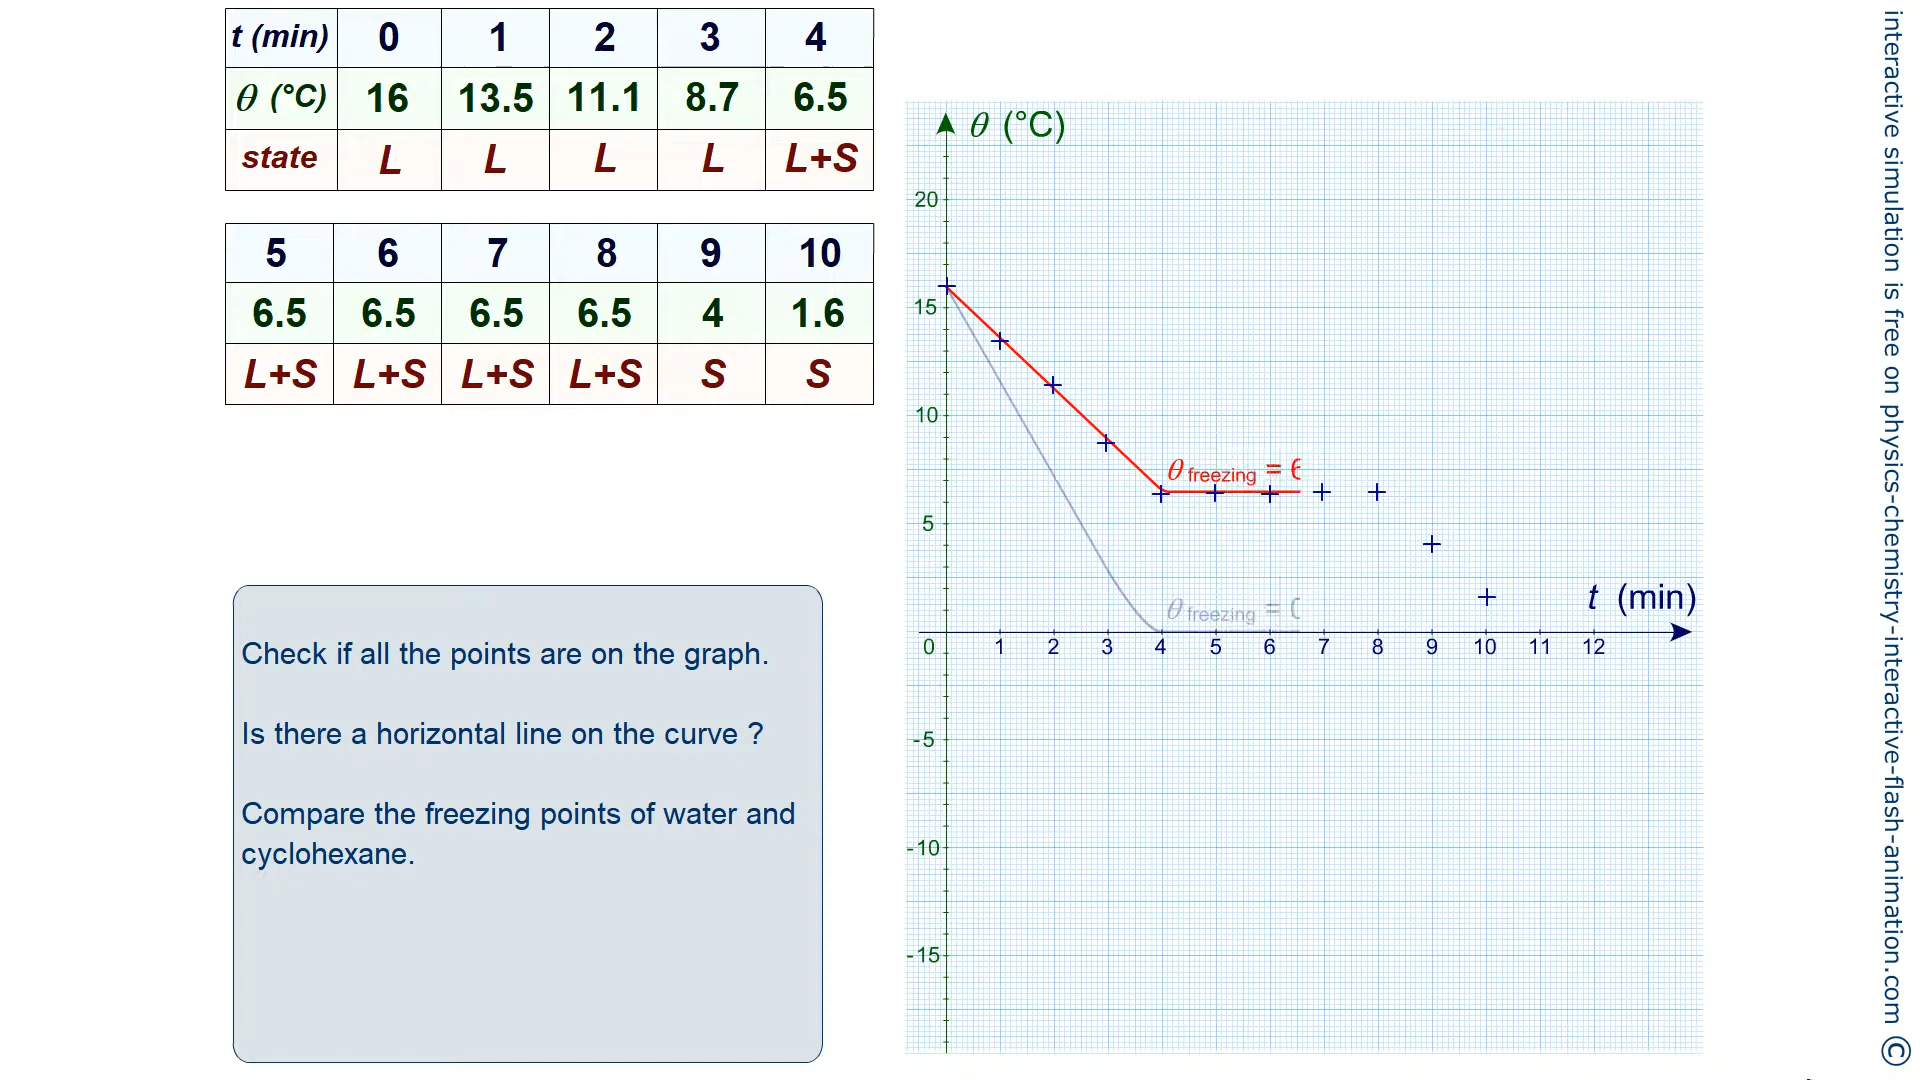 t (min) 0 1 2 3 4
θ (°C) 16 13.5 11.1 8.7 6.5
state L L L L L+S
5 6 7 8 9 10
6.5 6.5 6.5 6.5 4 1.6
L+S L+S L+S L+S S S
Check if all the points are on the graph.
Is there a horizontal line on the curve ?
Compare the freezing points of water and
cyclohexane.
θ (°C)
20
15
10
θ freezing = 6
5
θ freezing = 0
t (min)
0 1 2 3 4 5 6 7 8 9 10 11 12
-5
-10
-15
interactive simulation is free on physics-chemistry-interactive-flash-animation.com ©